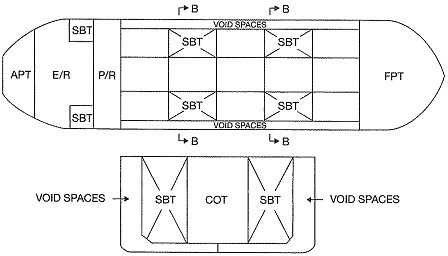 B B
VOID SPACES
SBT SBT SBT
APT E/R P/R FPT
SBT SBT SBT
VOID SPACES
B B
VOID SPACES SBT COT SBT VOID SPACES